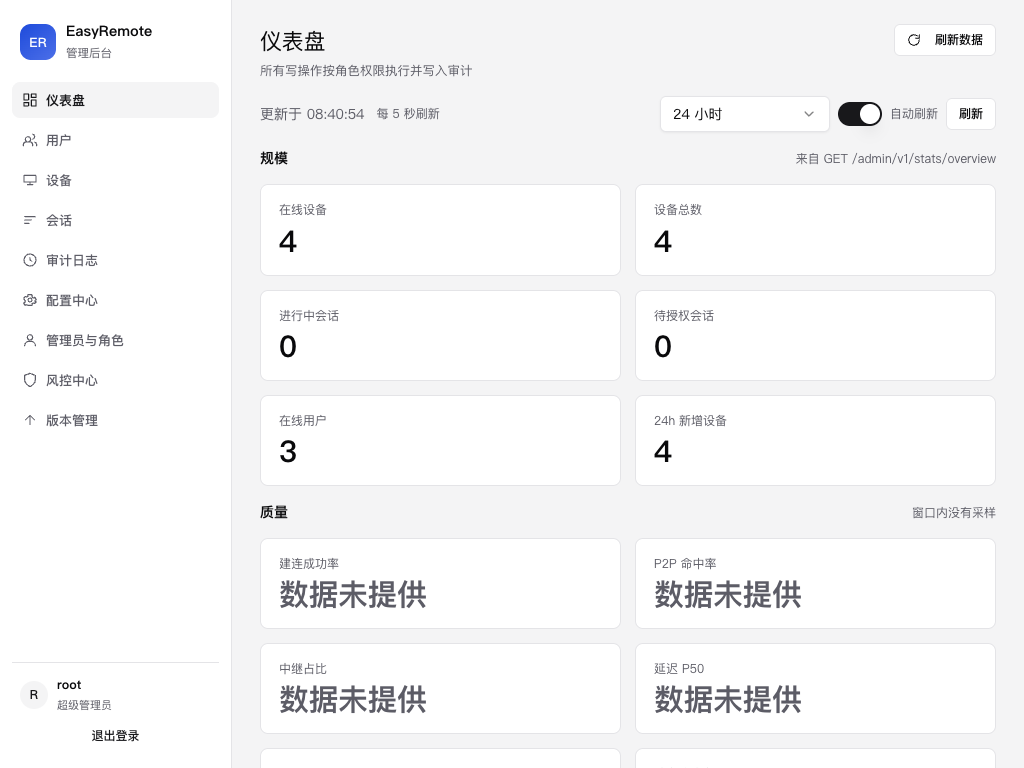 ER
EasyRemote
管理后台
仪表盘
用户
设备
会话
审计日志
配置中心
管理员与角色
风控中心
版本管理
R
root
超级管理员
退出登录
仪表盘
刷新数据
所有写操作按角色权限执行并写入审计
更新于 08:40:54 每 5 秒刷新
24 小时
自动刷新
刷新
规模
来自 GET /admin/v1/stats/overview
在线设备
4
设备总数
4
进行中会话
0
待授权会话
0
在线用户
3
24h 新增设备
4
质量
窗口内没有采样
建连成功率
数据未提供
P2P 命中率
数据未提供
中继占比
数据未提供
延迟 P50
数据未提供